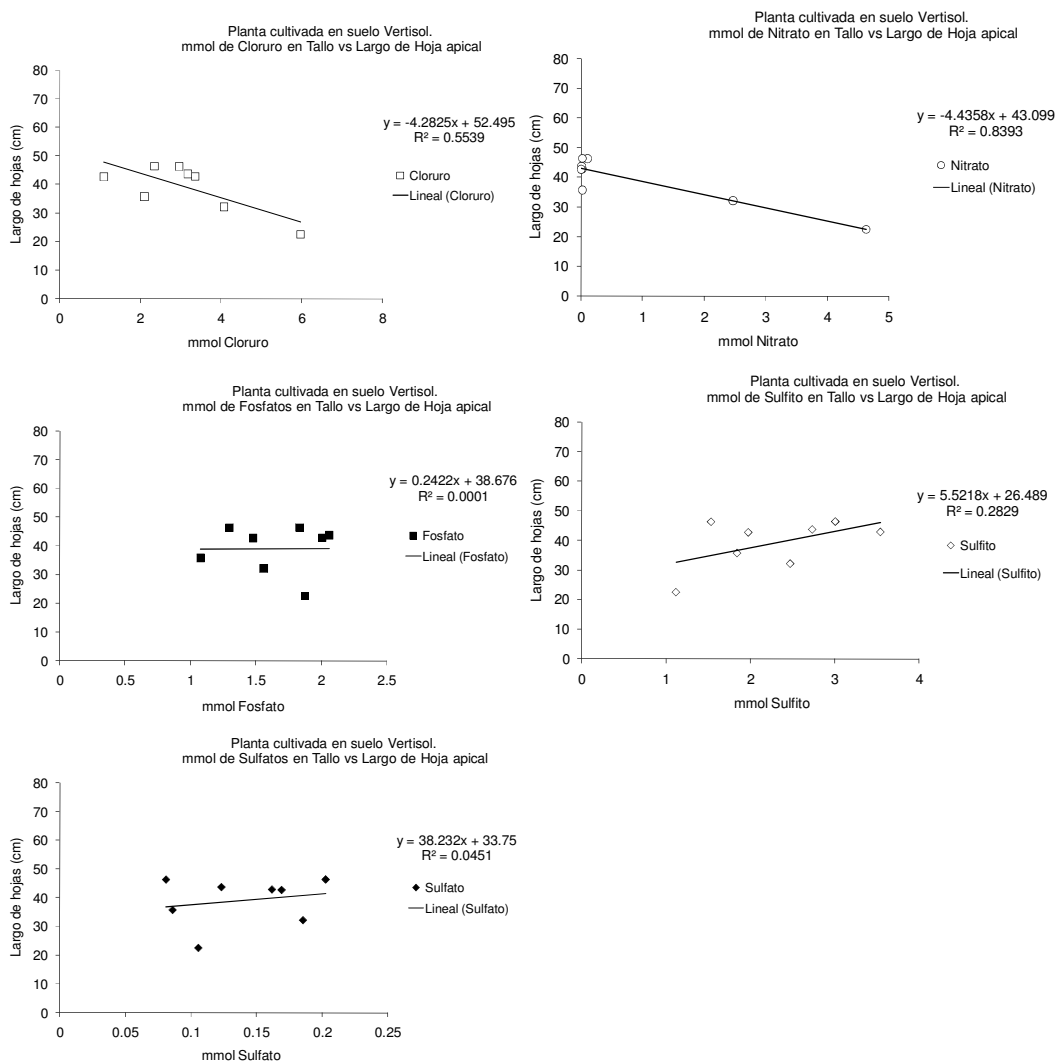 Planta cultivada en suelo Vertisol.
mmol de Cloruro en Tallo vs Largo de Hoja apical
80
70
60
50
40
30
20
10
0
Largo de hojas (cm)
y = -4.2825x + 52.495
R² = 0.5539
Cloruro
Lineal (Cloruro)
0 2 4 6 8
mmol Cloruro
Planta cultivada en suelo Vertisol.
mmol de Nitrato en Tallo vs Largo de Hoja apical
80
70
60
50
40
30
20
10
0
Largo de hojas (cm)
y = -4.4358x + 43.099
R² = 0.8393
Nitrato
Lineal (Nitrato)
0 1 2 3 4 5
mmol Nitrato
Planta cultivada en suelo Vertisol.
mmol de Fosfatos en Tallo vs Largo de Hoja apical
80
70
60
50
40
30
20
10
0
Largo de hojas (cm)
y = 0.2422x + 38.676
R² = 0.0001
Fosfato
Lineal (Fosfato)
0 0.5 1 1.5 2 2.5
mmol Fosfato
Planta cultivada en suelo Vertisol.
mmol de Sulfito en Tallo vs Largo de Hoja apical
80
70
60
50
40
30
20
10
0
Largo de hojas (cm)
y = 5.5218x + 26.489
R² = 0.2829
Sulfito
Lineal (Sulfito)
0 1 2 3 4
mmol Sulfito
Planta cultivada en suelo Vertisol.
mmol de Sulfatos en Tallo vs Largo de Hoja apical
80
70
60
50
40
30
20
10
0
Largo de hojas (cm)
y = 38.232x + 33.75
R² = 0.0451
Sulfato
Lineal (Sulfato)
0 0.05 0.1 0.15 0.2 0.25
mmol Sulfato